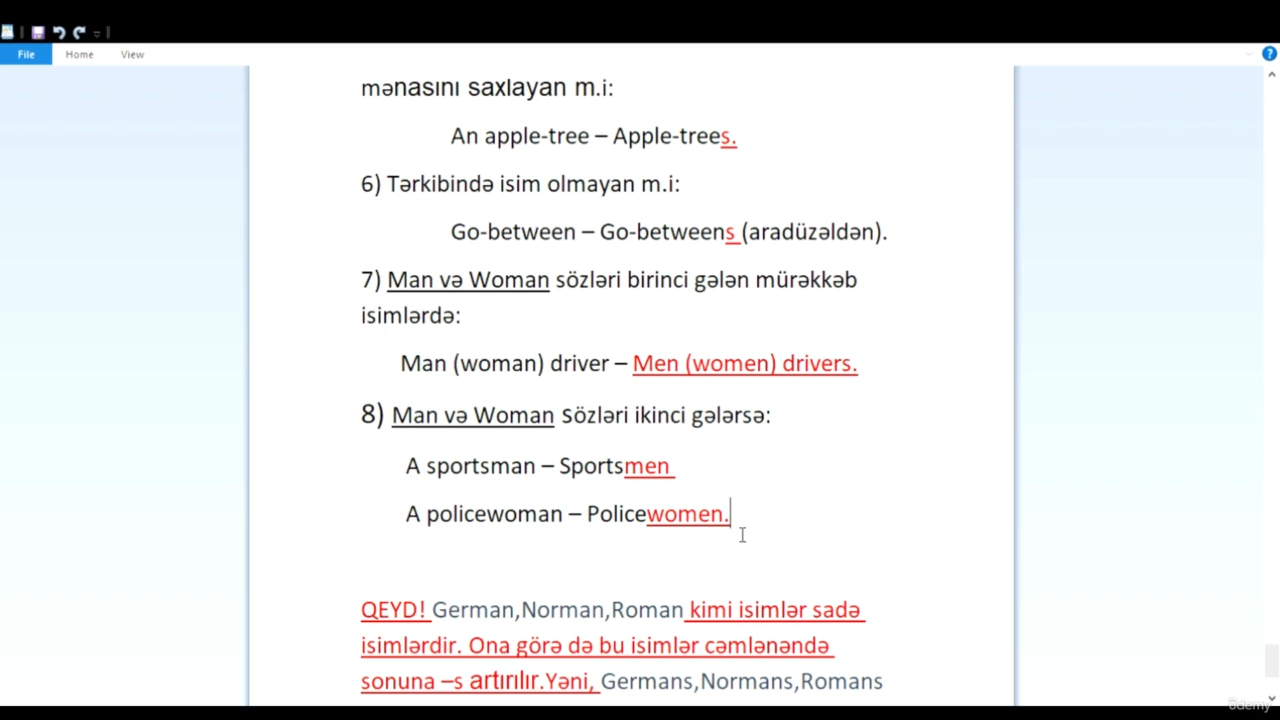 File Home View
mənasını saxlayan m.i:
An apple-tree – Apple-trees.
6) Tərkibində isim olmayan m.i:
Go-between – Go-betweens (aradüzəldən).
7) Man və Woman sözləri birinci gələn mürəkkəb
isimlərdə:
Man (woman) driver – Men (women) drivers.
8) Man və Woman sözləri ikinci gələrsə:
A sportsman – Sportsmen
A policewoman – Policewomen.
QEYD! German,Norman,Roman kimi isimlər sadə
isimlərdir. Ona görə də bu isimlər cəmlənəndə
sonuna –s artırılır.Yəni, Germans,Normans,Romans
ûdemy